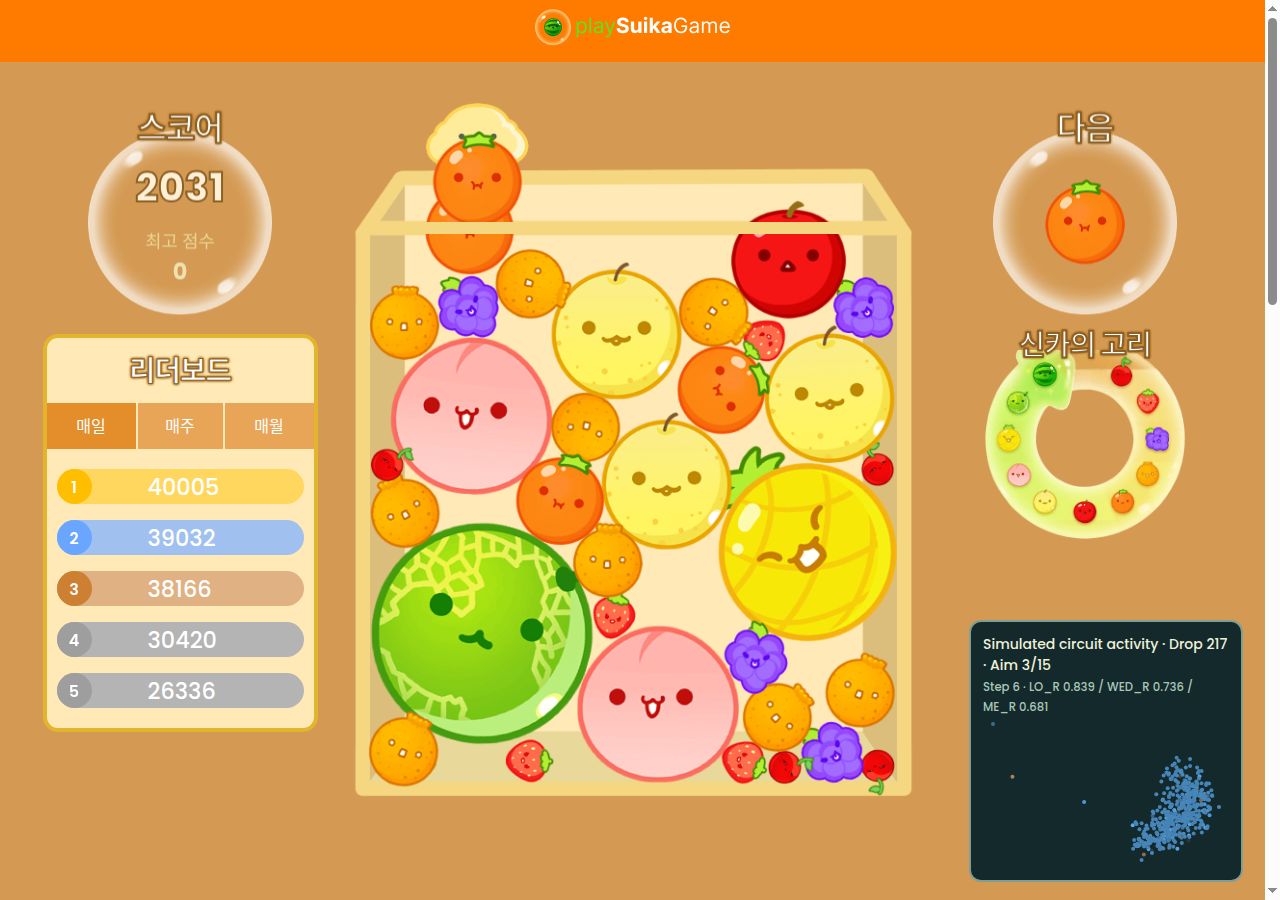 playSuikaGame
스코어
2031
최고 점수
0
리더보드
매일
매주
매월
1
40005
2
39032
3
38166
4
30420
5
26336
다음
신카의 고리
Simulated circuit activity · Drop 217
· Aim 3/15
Step 6 · LO_R 0.839 / WED_R 0.736 /
ME_R 0.681